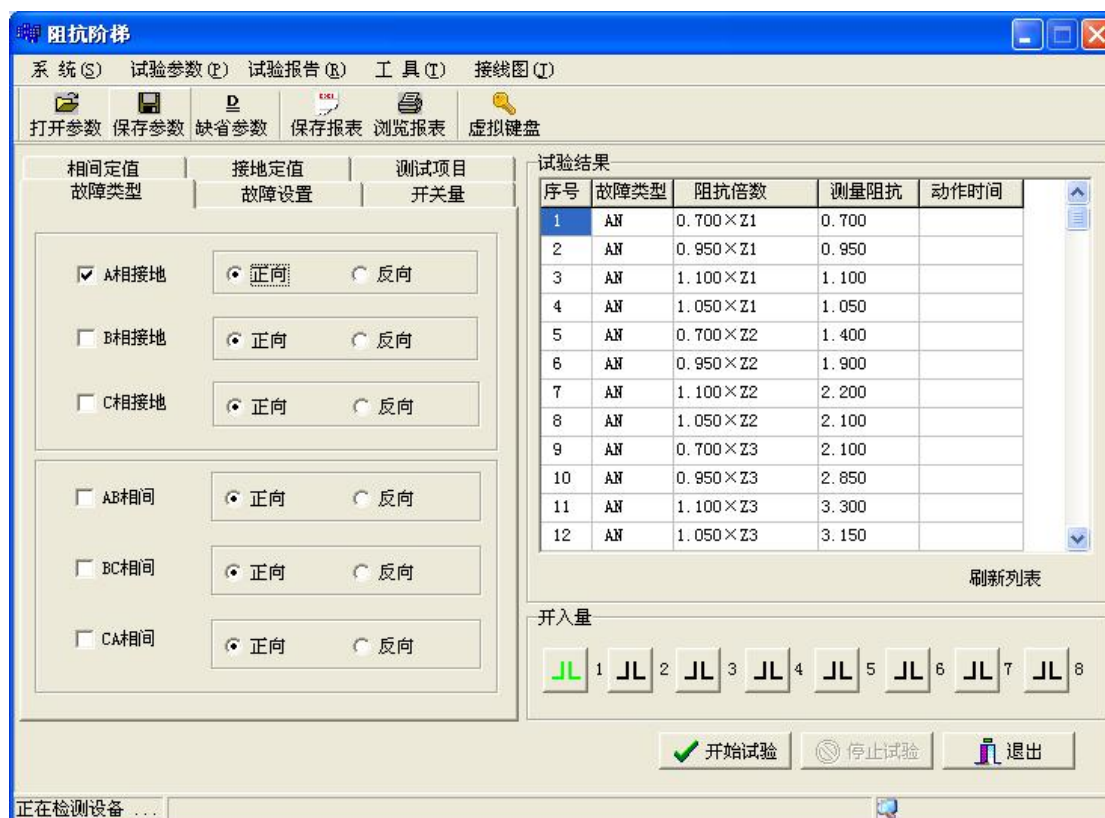 阻抗阶梯
系 统(S) 试验参数(P) 试验报告(R) 工 具(T) 接线图(J)
打开参数 保存参数 缺省参数 保存报表 浏览报表 虚拟键盘
相间定值 接地定值 测试项目
故障类型 故障设置 开关量
A相接地 正向 反向
B相接地 正向 反向
C相接地 正向 反向
AB相间 正向 反向
BC相间 正向 反向
CA相间 正向 反向
试验结果
序号 故障类型 阻抗倍数 测量阻抗 动作时间
1 AN 0.700×Z1 0.700
2 AN 0.950×Z1 0.950
3 AN 1.100×Z1 1.100
4 AN 1.050×Z1 1.050
5 AN 0.700×Z2 1.400
6 AN 0.950×Z2 1.900
7 AN 1.100×Z2 2.200
8 AN 1.050×Z2 2.100
9 AN 0.700×Z3 2.100
10 AN 0.950×Z3 2.850
11 AN 1.100×Z3 3.300
12 AN 1.050×Z3 3.150
刷新列表
开入量
1 2 3 4 5 6 7 8
开始试验 停止试验 退出
正在检测设备 ...